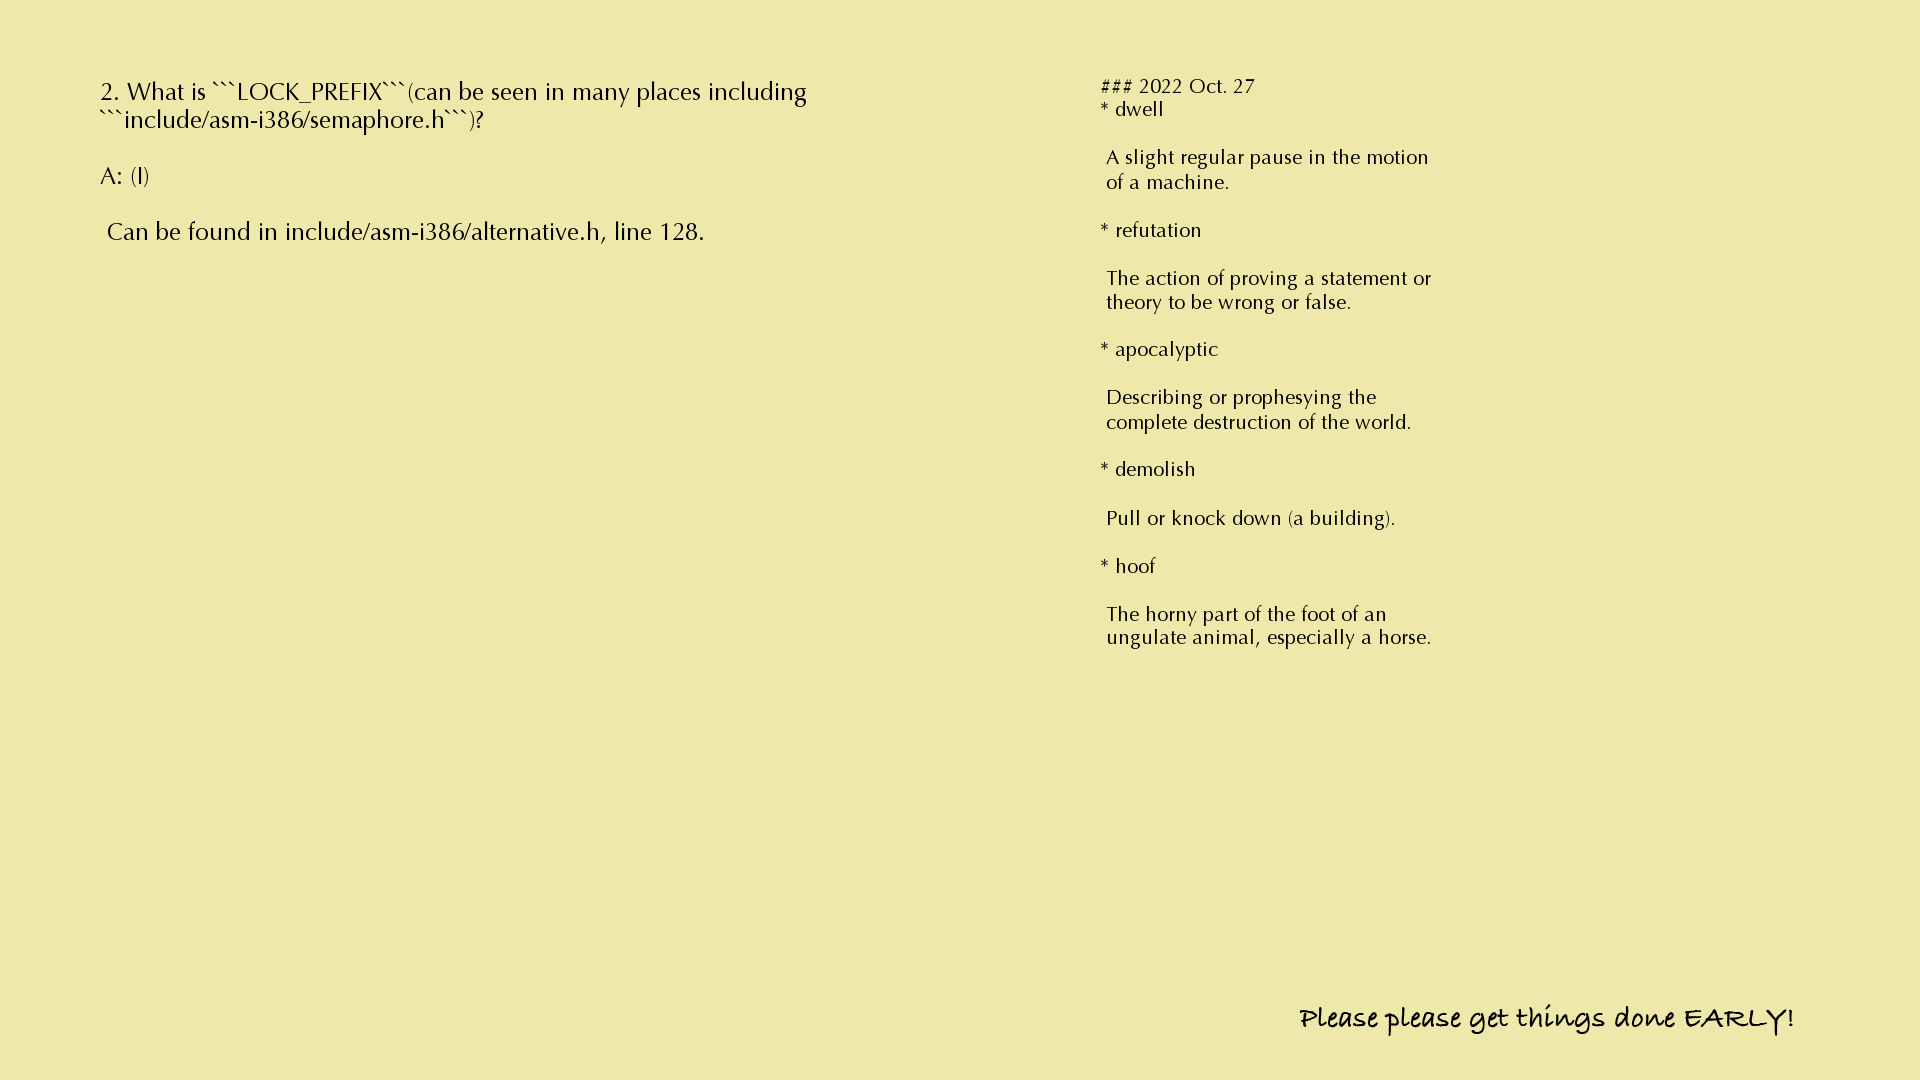 2. What is ```LOCK_PREFIX```(can be seen in many places including
```include/asm-i386/semaphore.h```)?
A: (I)
Can be found in include/asm-i386/alternative.h, line 128.
### 2022 Oct. 27
* dwell
A slight regular pause in the motion
of a machine.
* refutation
The action of proving a statement or
theory to be wrong or false.
* apocalyptic
Describing or prophesying the
complete destruction of the world.
* demolish
Pull or knock down (a building).
* hoof
The horny part of the foot of an
ungulate animal, especially a horse.
Please please get things done EARLY!